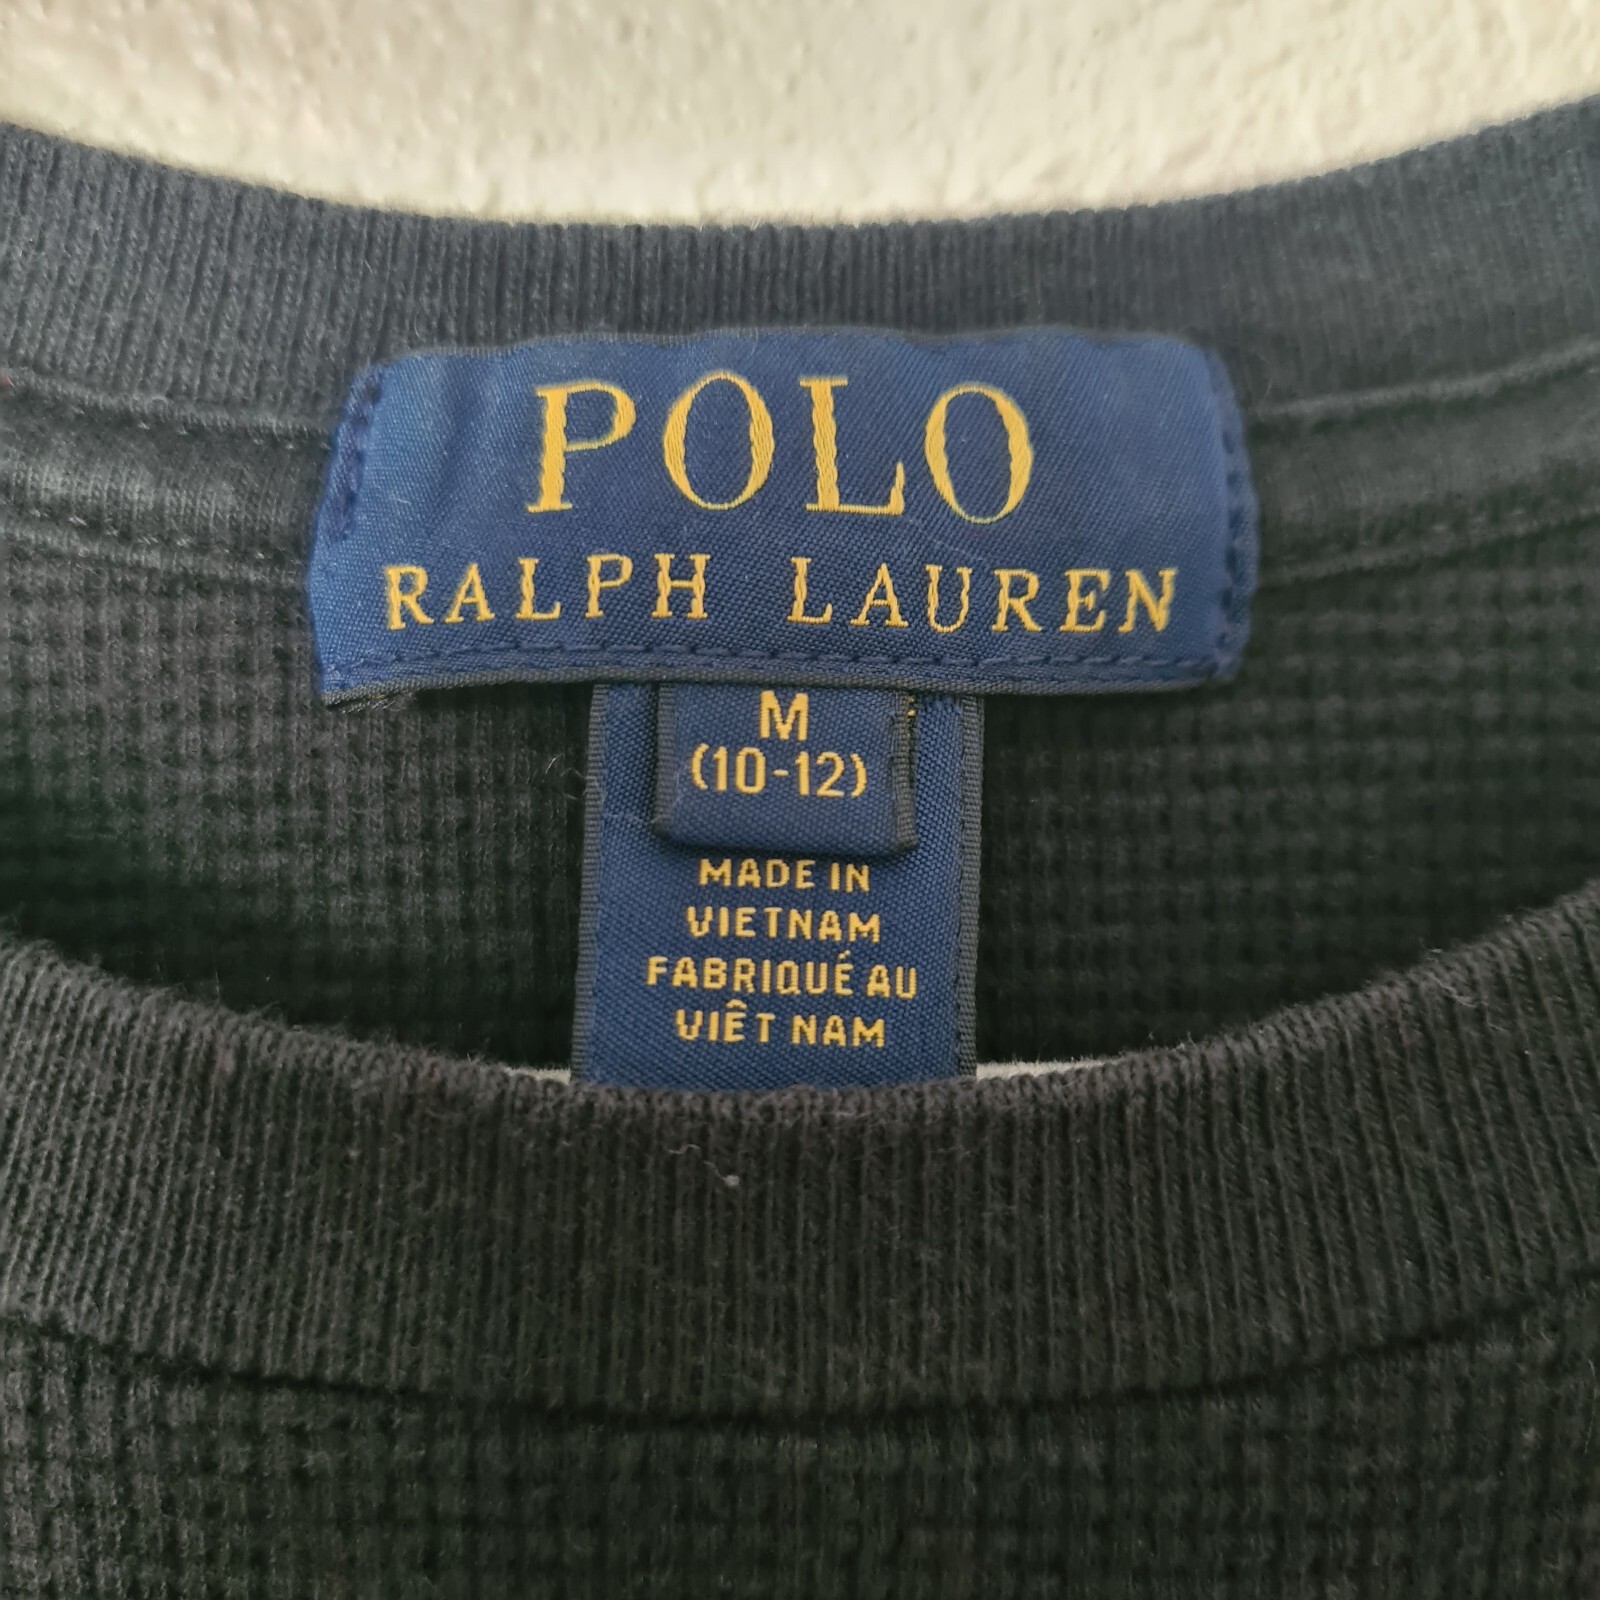 POLO
RALPH LAUREN
M
(10-12)
MADE IN
VIETNAM
FABRIQUÉ AU
VIÊT NAM